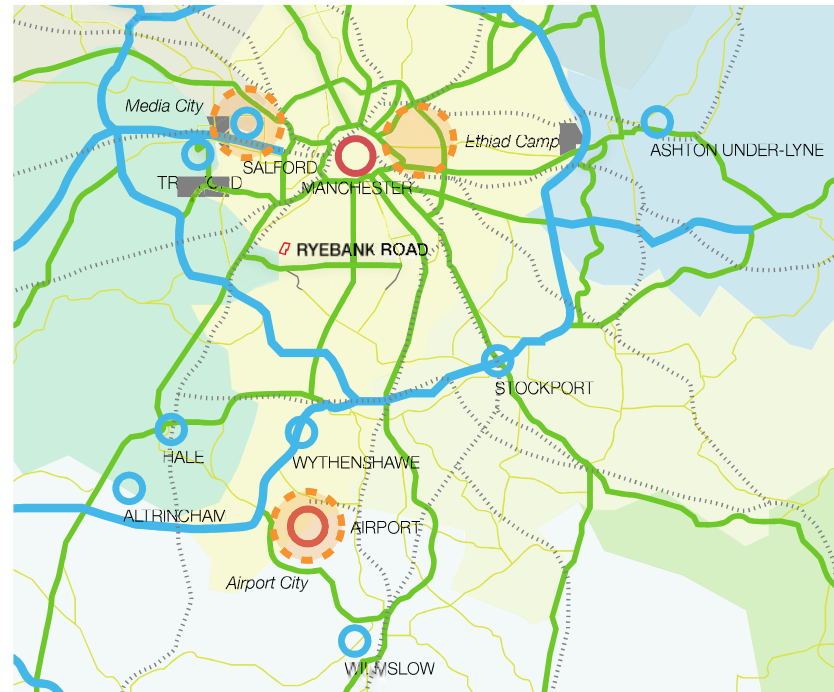 Media City
Ethiad Camp
ASHTON UNDER-LYNE
SALFORD
MANCHESTER
RYEBANK ROAD
STOCKPORT
HALE
WYTHENSHAWE
ALTRINCHAM
AIRPORT
Airport City
WILMSLOW